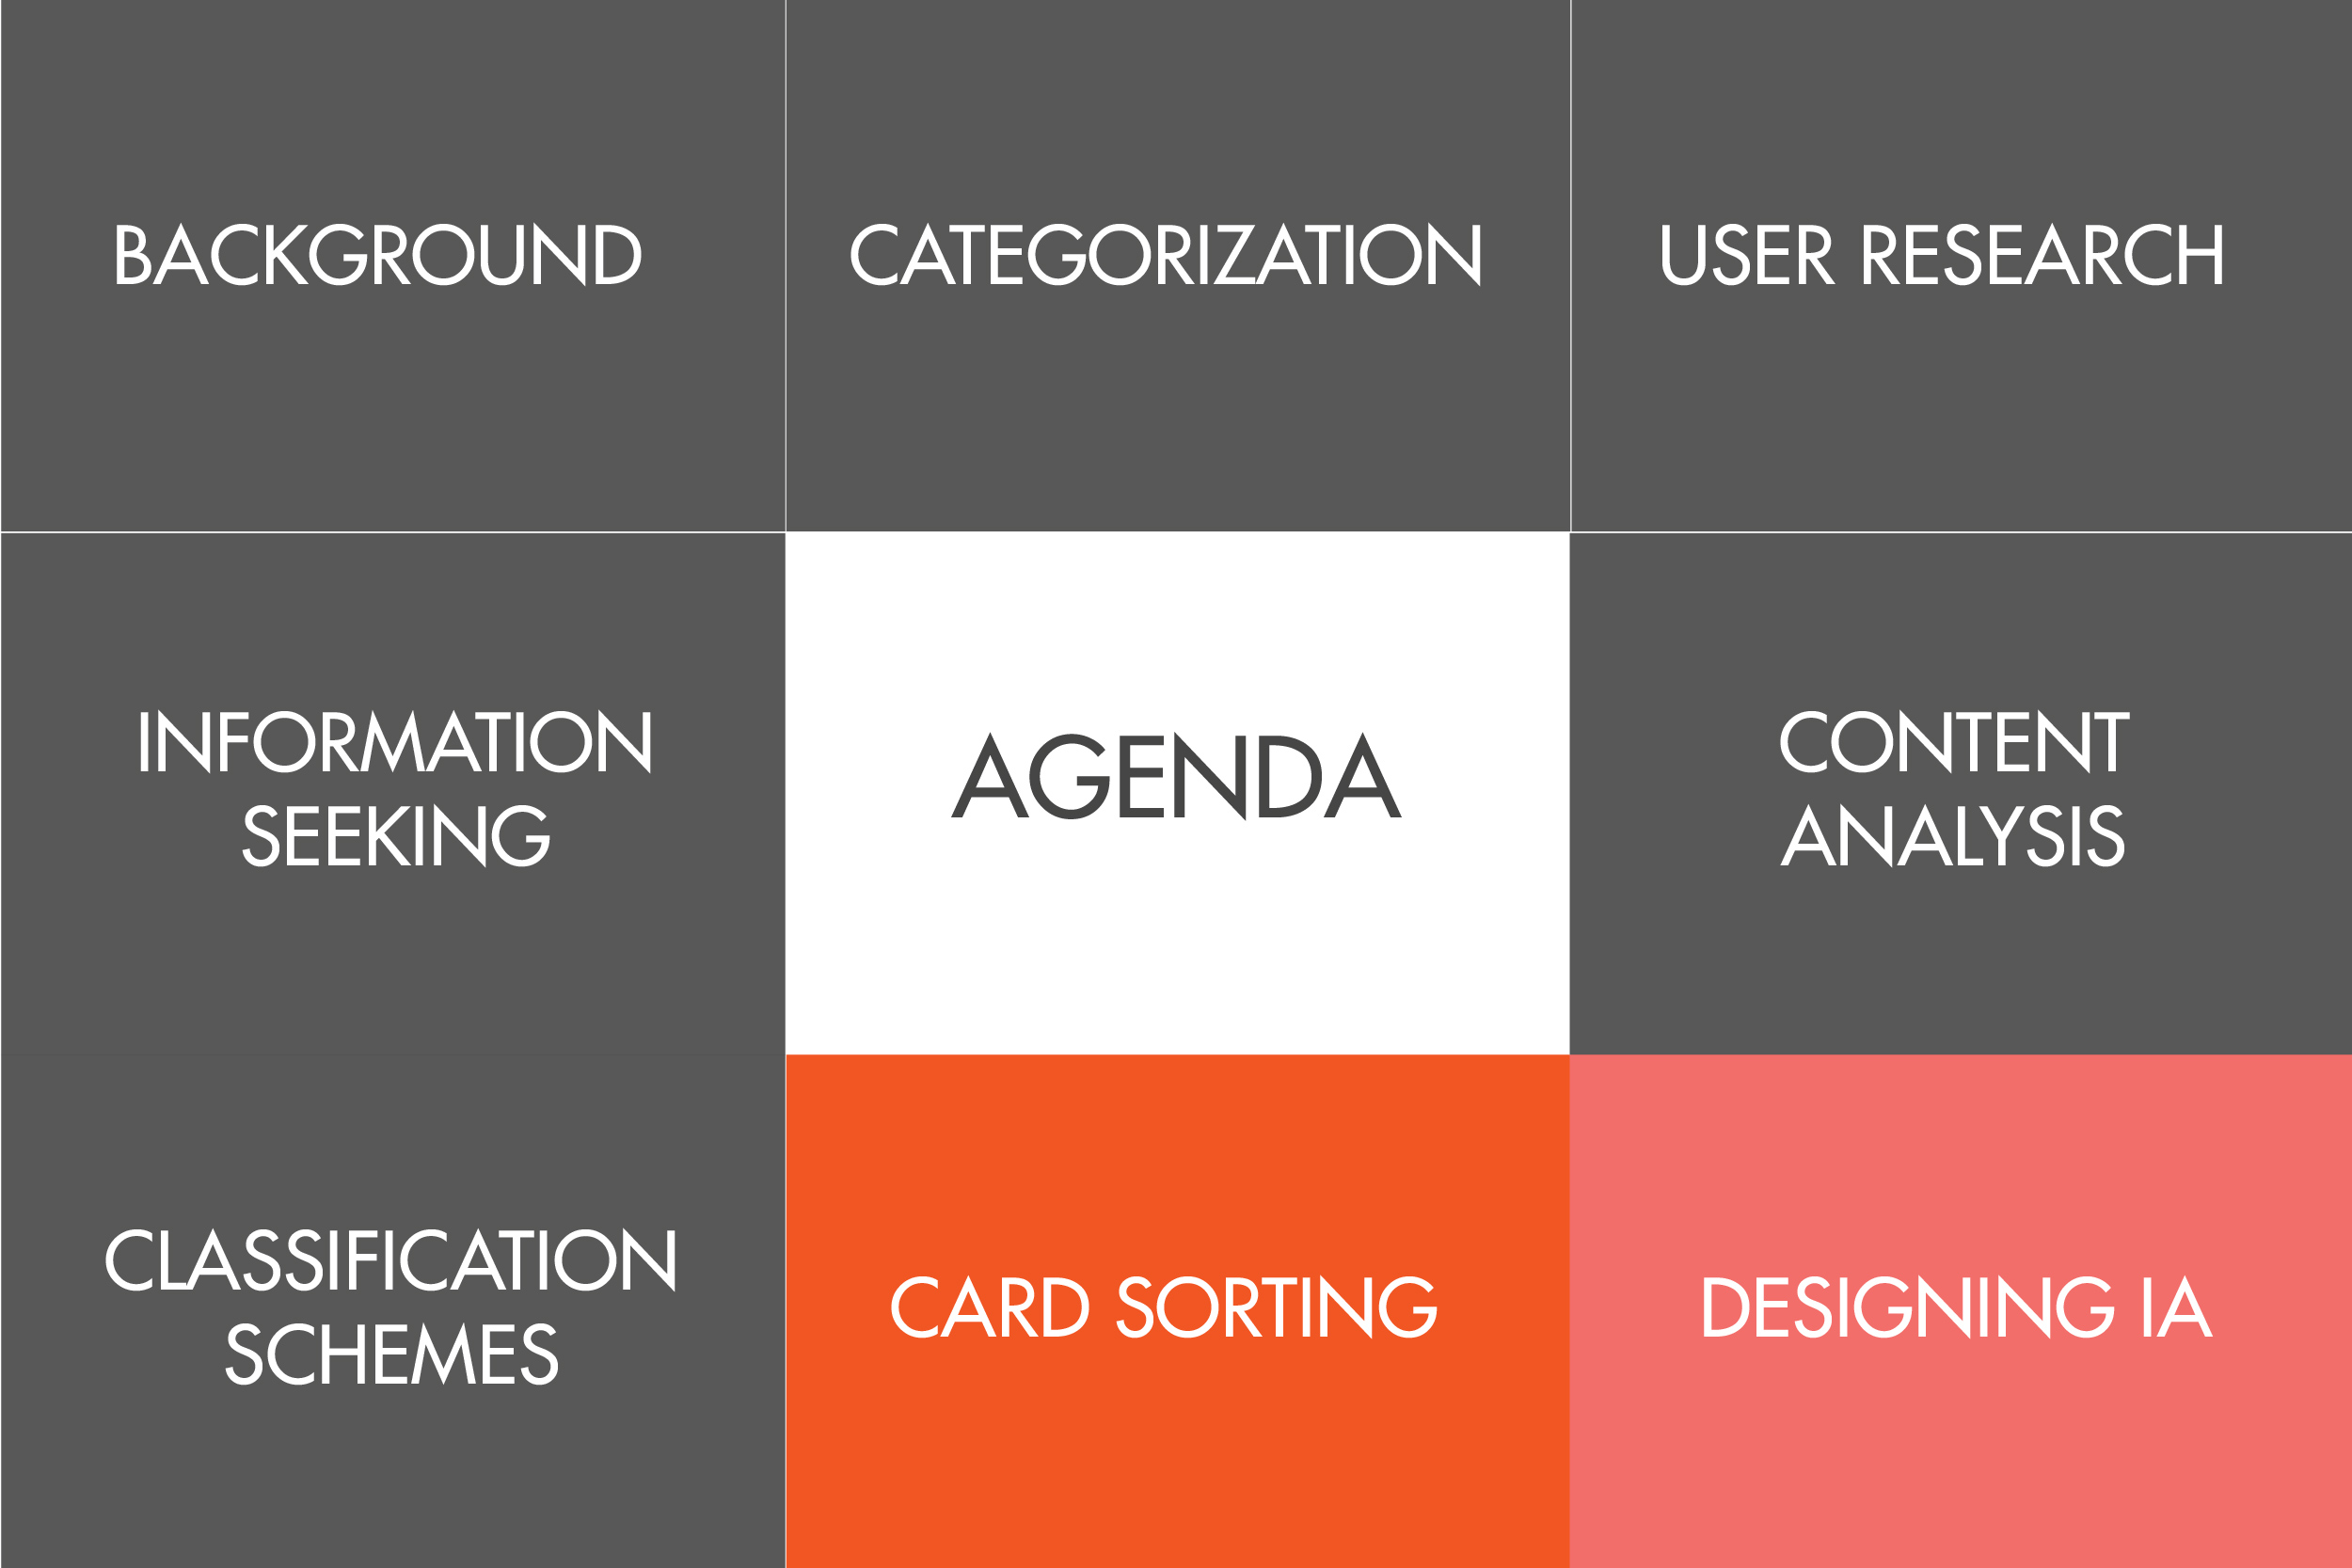 BACKGROUND
CATEGORIZATION
USER RESEARCH
INFORMATION
SEEKING
AGENDA
CONTENT
ANALYSIS
CLASSIFICATION
SCHEMES
CARD SORTING
DESIGNING IA